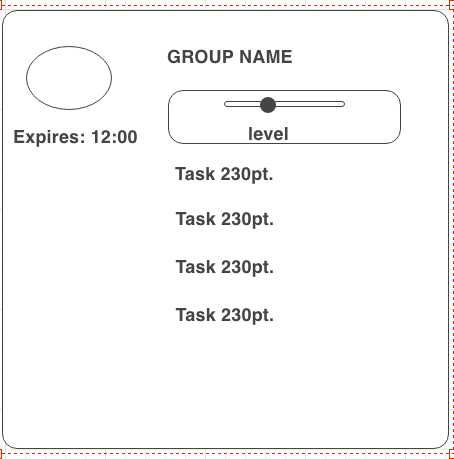 GROUP NAME
level
Expires: 12:00
Task 230pt.
Task 230pt.
Task 230pt.
Task 230pt.